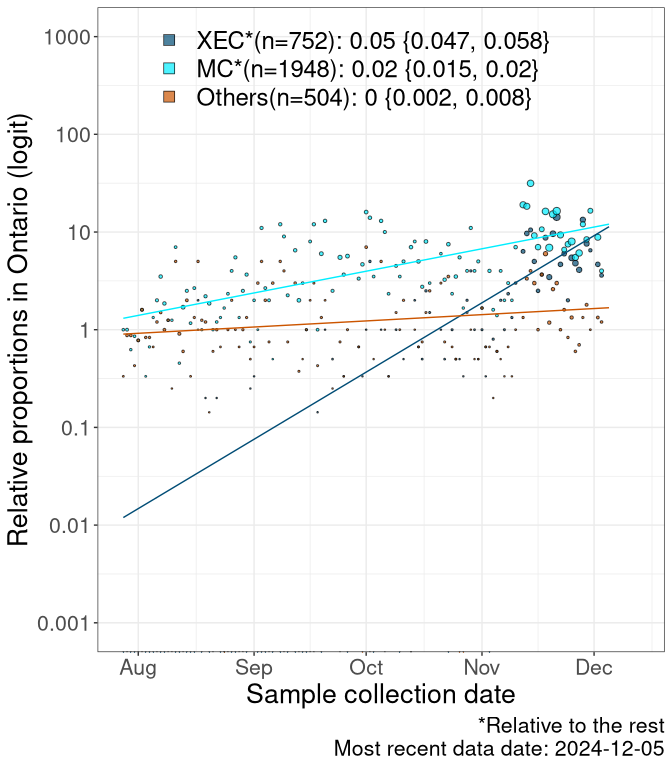 XEC*(n=752): 0.05 {0.047, 0.058}
MC*(n=1948): 0.02 {0.015, 0.02}
Others(n=504): 0 {0.002, 0.008}
Relative proportions in Ontario (logit)
1000
100
10
1
0.1
0.01
0.001
Aug Sep Oct Nov Dec
Sample collection date
*Relative to the rest
Most recent data date: 2024-12-05